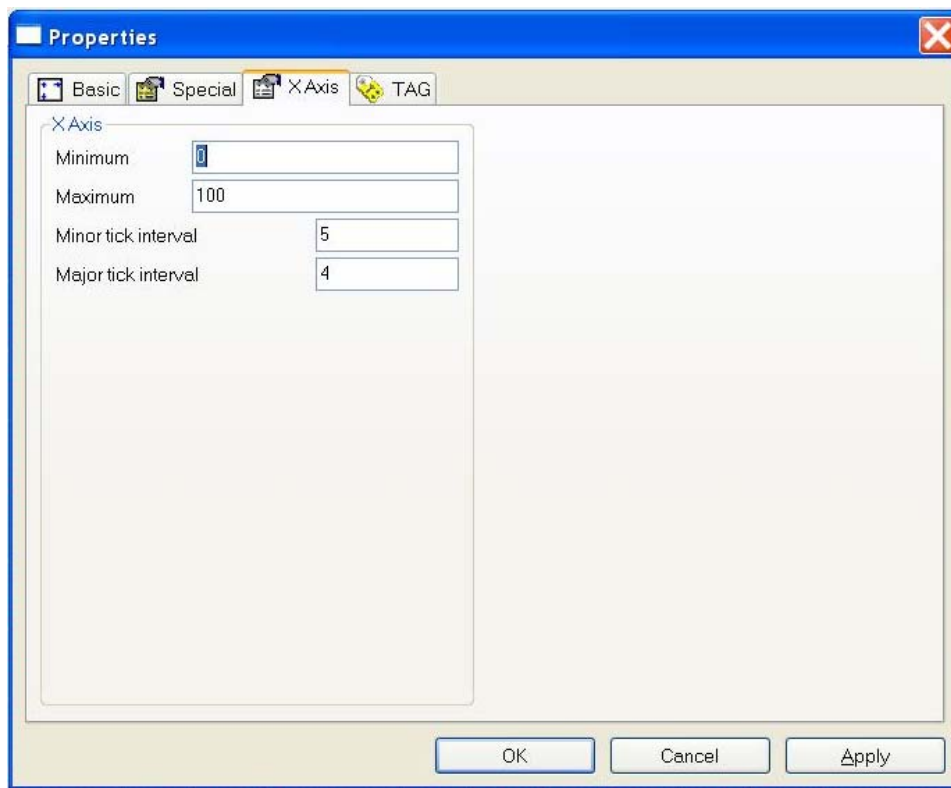 Properties
Basic Special X Axis TAG
X Axis
Minimum 0
Maximum 100
Minor tick interval 5
Major tick interval 4
OK Cancel Apply